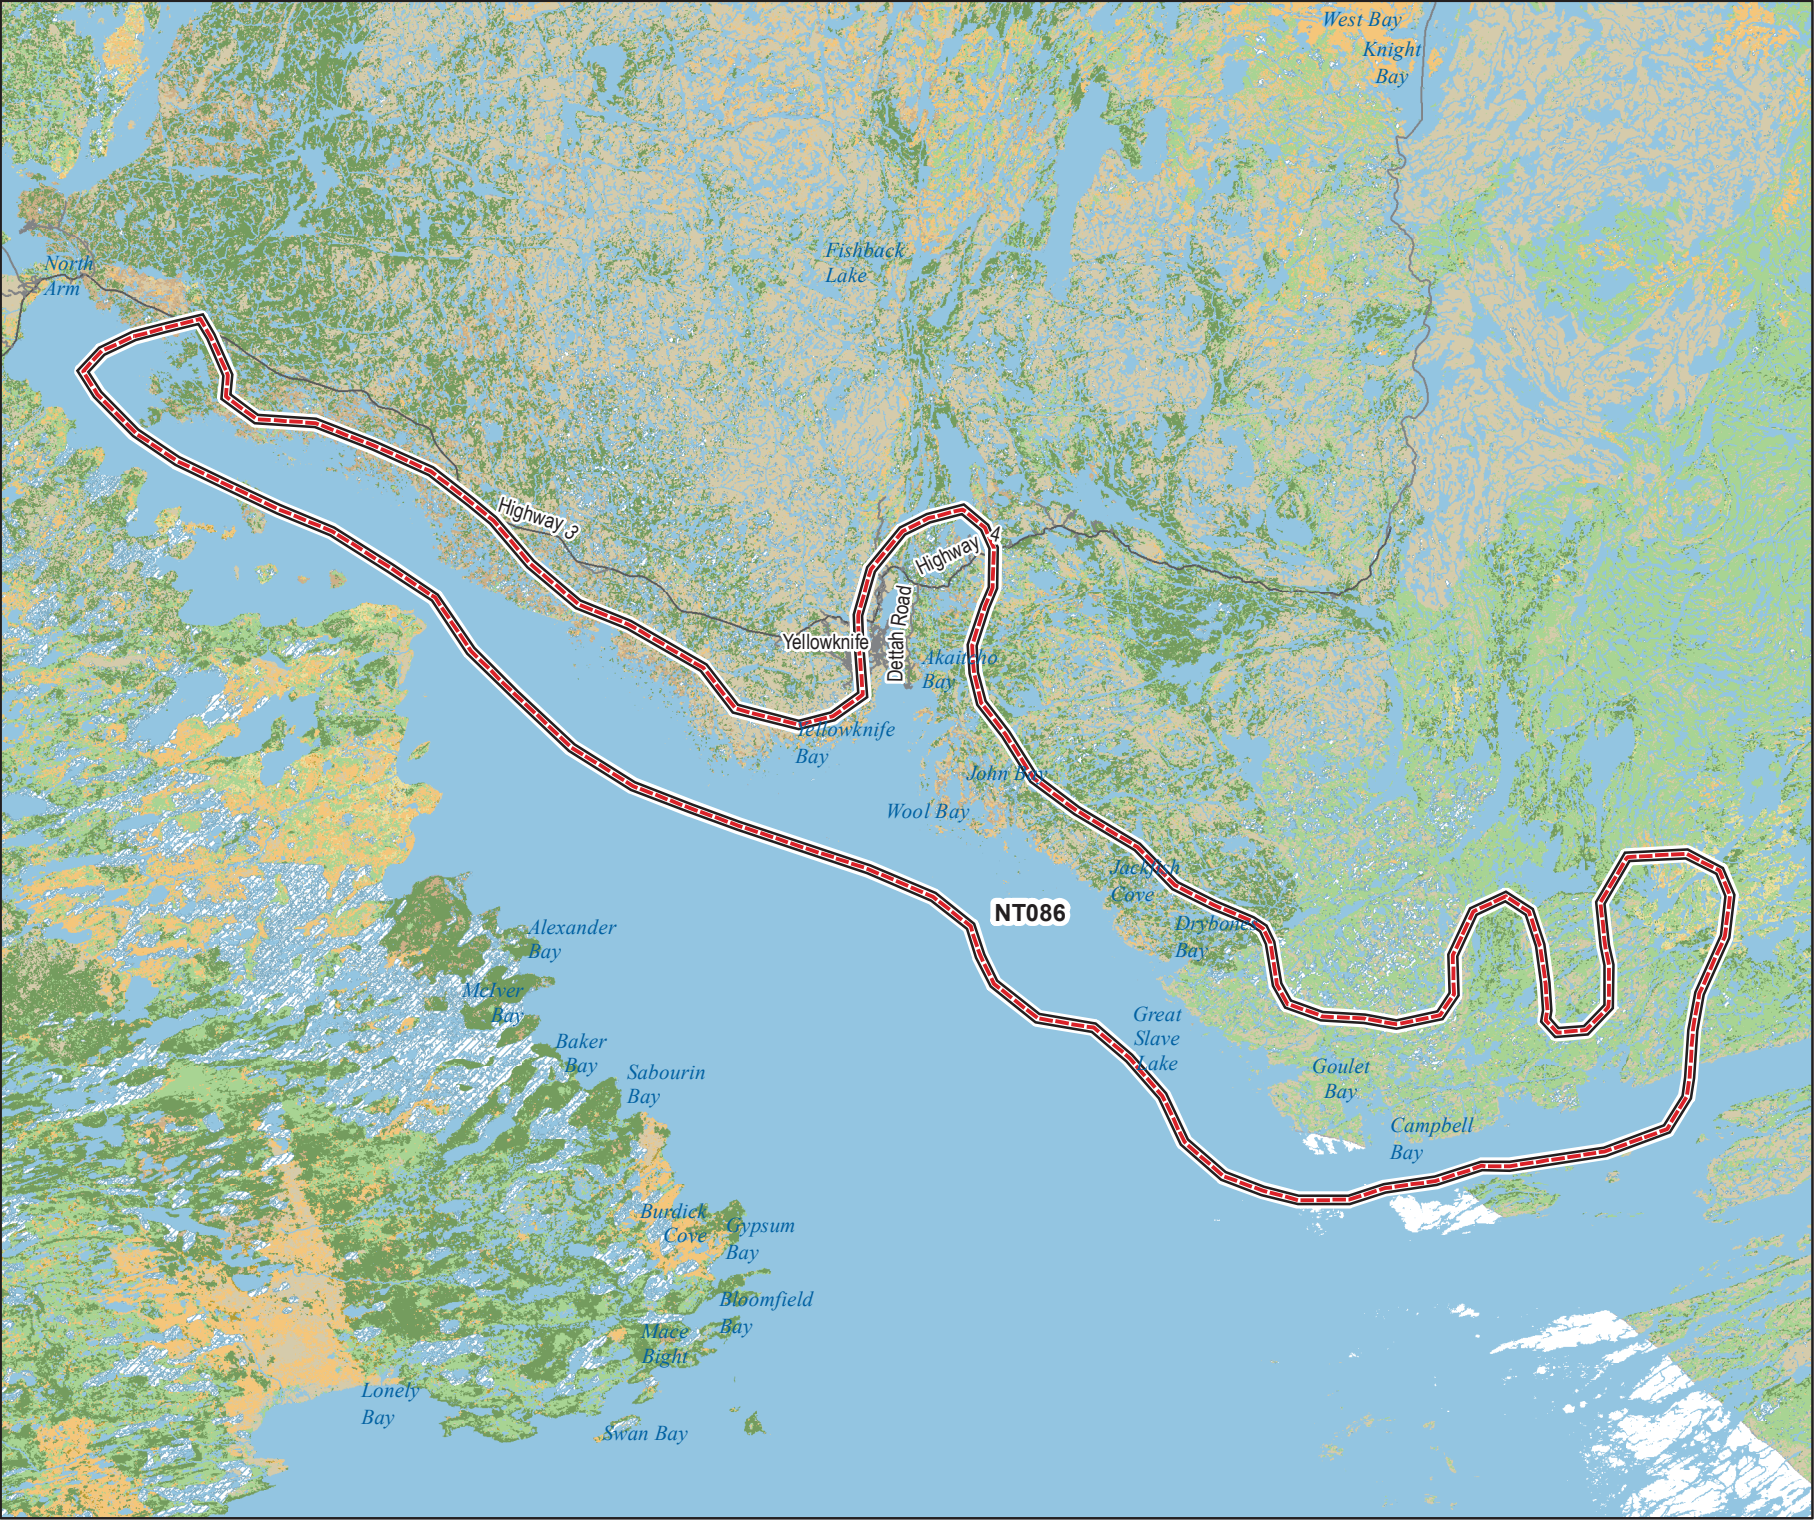 West Bay
Knight
Bay
Fishback
Lake
North
Arm
Highway 3
Highway 4
Dettah Road
Yellowknife
Akaitcho
Bay
Yellowknife
Bay
John Bay
Wool Bay
Jackfish
Cove
NT086
Drybones
Bay
Alexander
Bay
McIver
Bay
Great
Slave
Lake
Baker
Bay
Goulet
Bay
Sabourin
Bay
Campbell
Bay
Burdick
Cove
Gypsum
Bay
Bloomfield
Bay
Mace
Bight
Lonely
Bay
Swan Bay